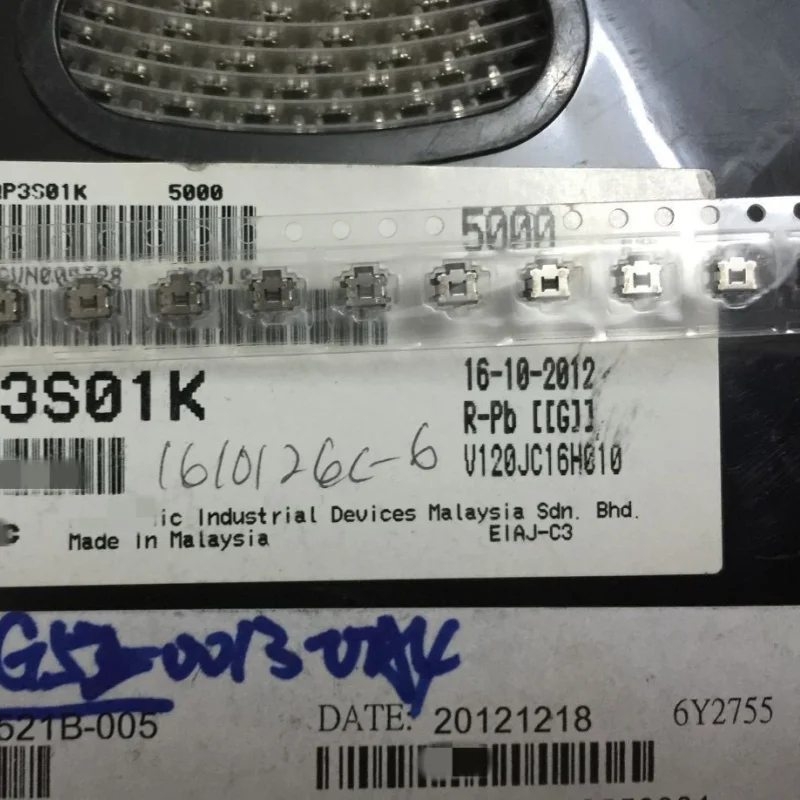 P3S01K 5000
5000
3S01K
16-10-2012
R-Pb [[G]]
1610126C-6
V120JC16H010
ic Industrial Devices Malaysia Sdn. Bhd.
Made in Malaysia EIAJ-C3
521B-005
DATE: 20121218 6Y2755